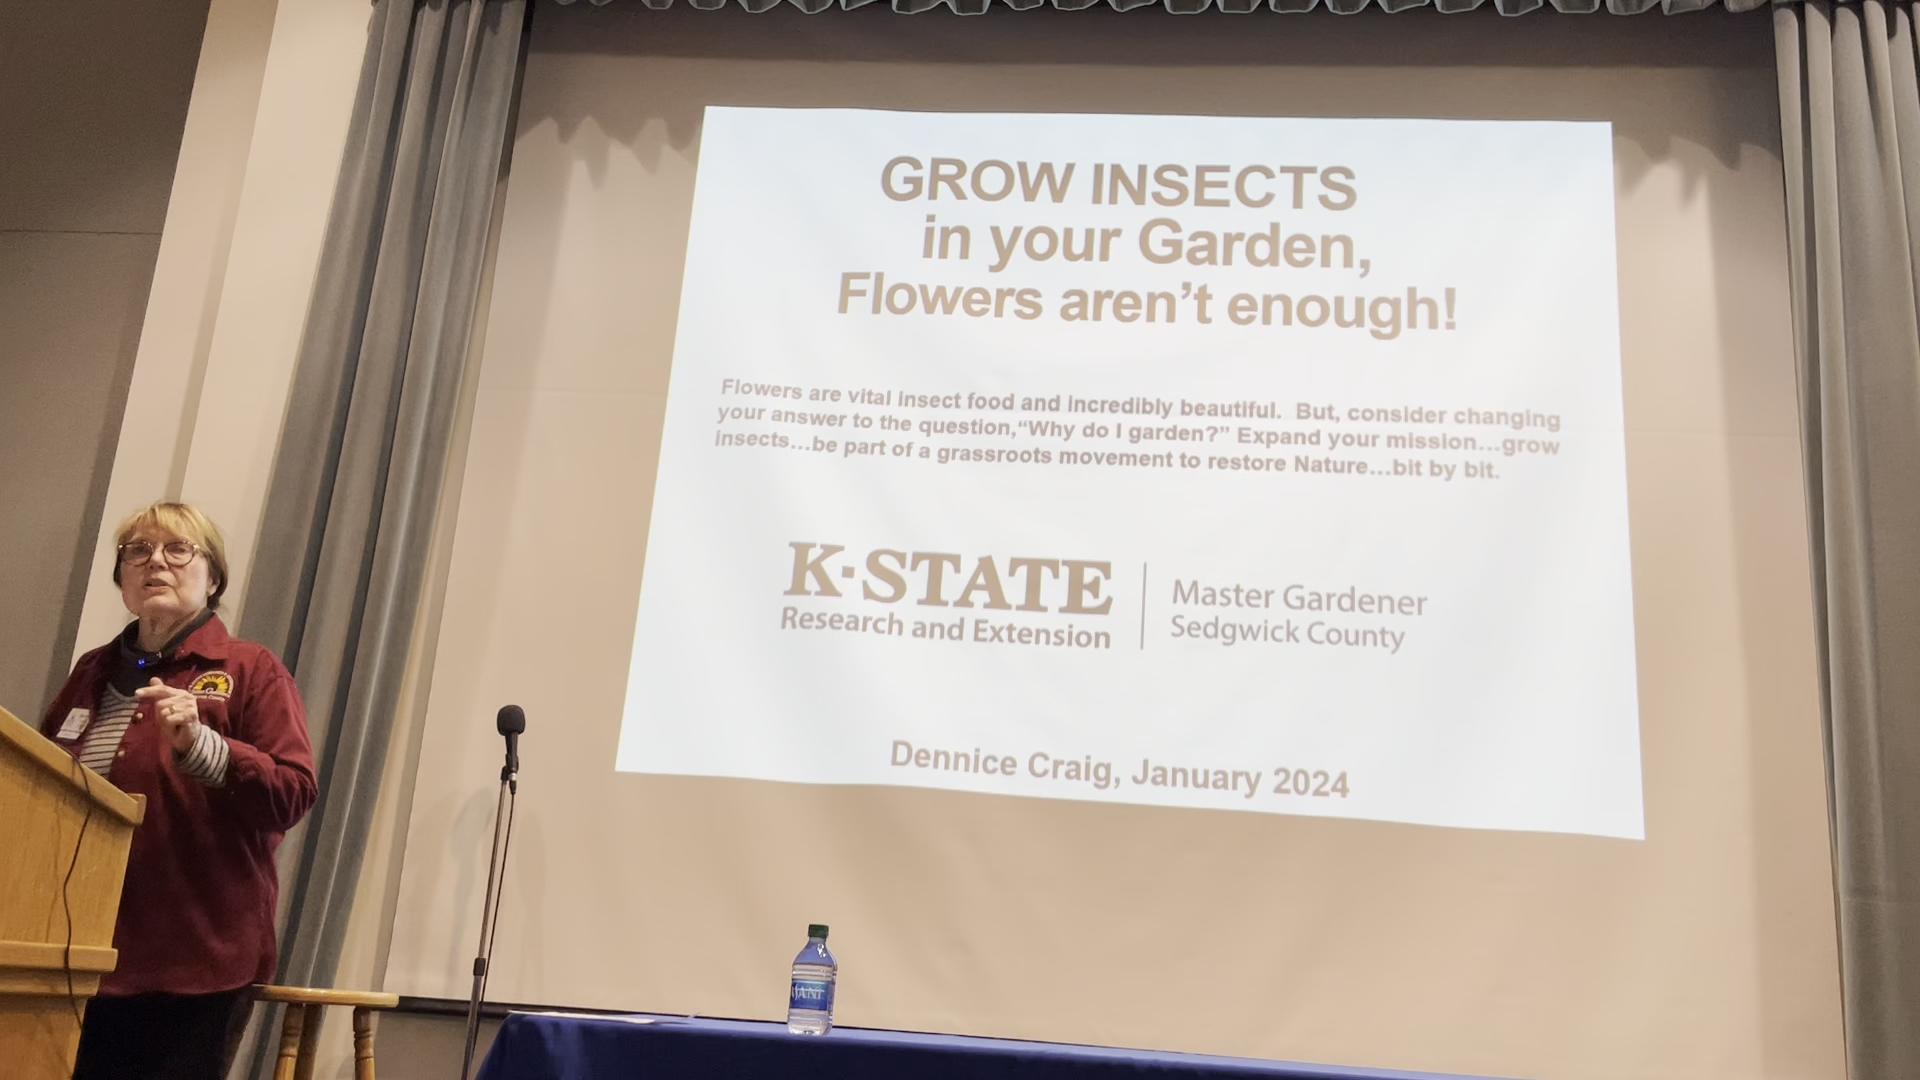 GROW INSECTS
in your Garden,
Flowers aren’t enough!
Flowers are vital insect food and incredibly beautiful.  But, consider changing
your answer to the question,“Why do I garden?” Expand your mission...grow
insects...be part of a grassroots movement to restore Nature...bit by bit.
K-STATE
Research and Extension
Master Gardener
Sedgwick County
Dennice Craig, January 2024